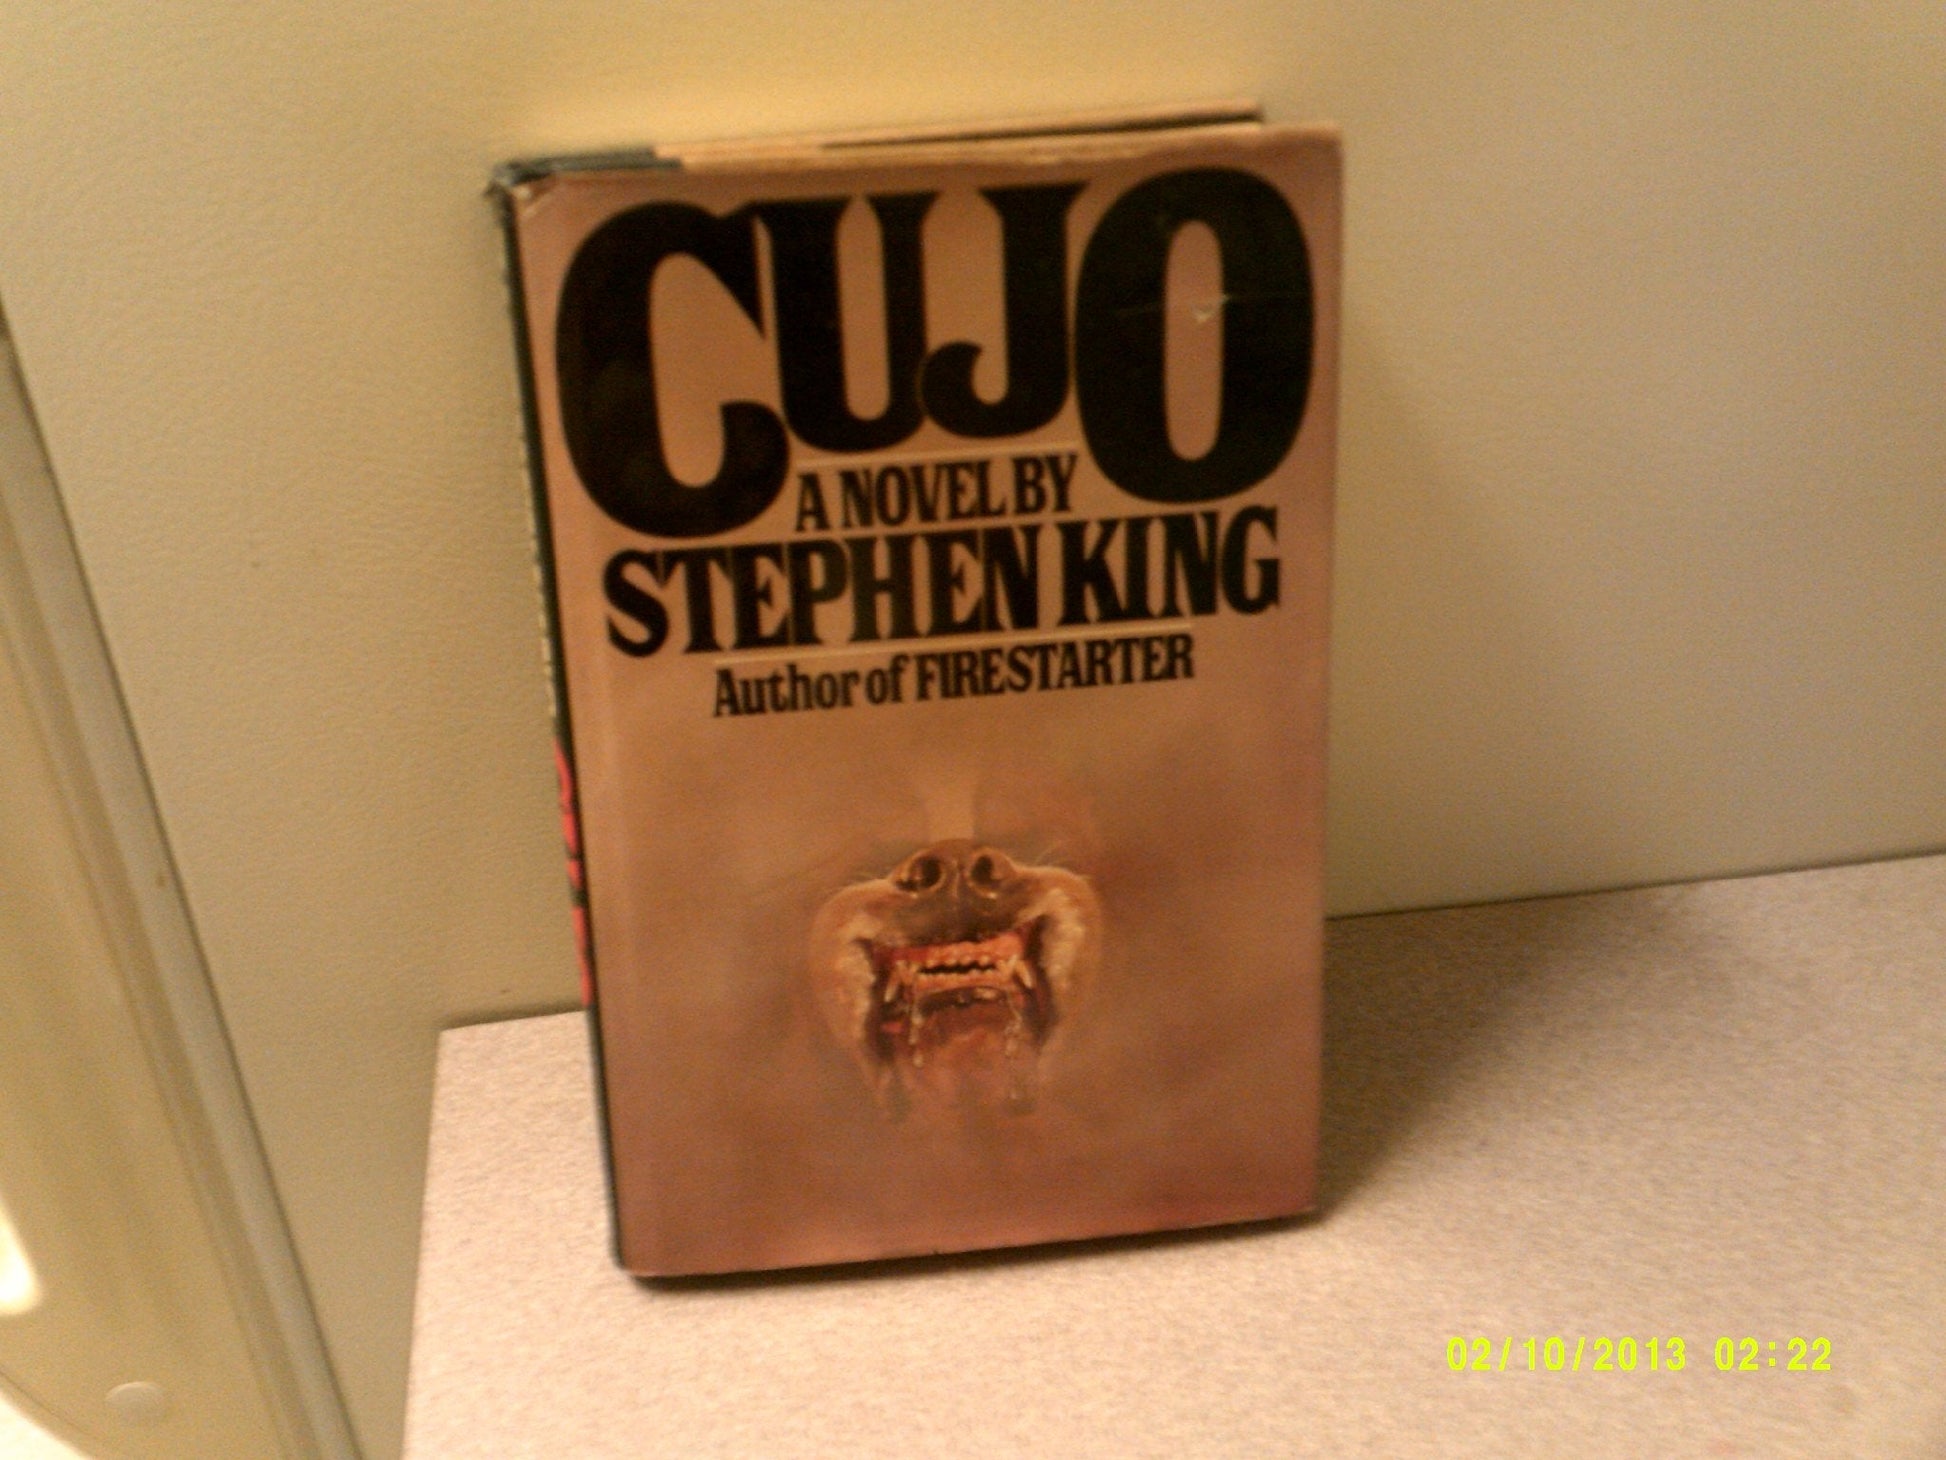 CUJO
A NOVEL BY
STEPHEN KING
Author of FIRESTARTER
02/10/2013 02:22